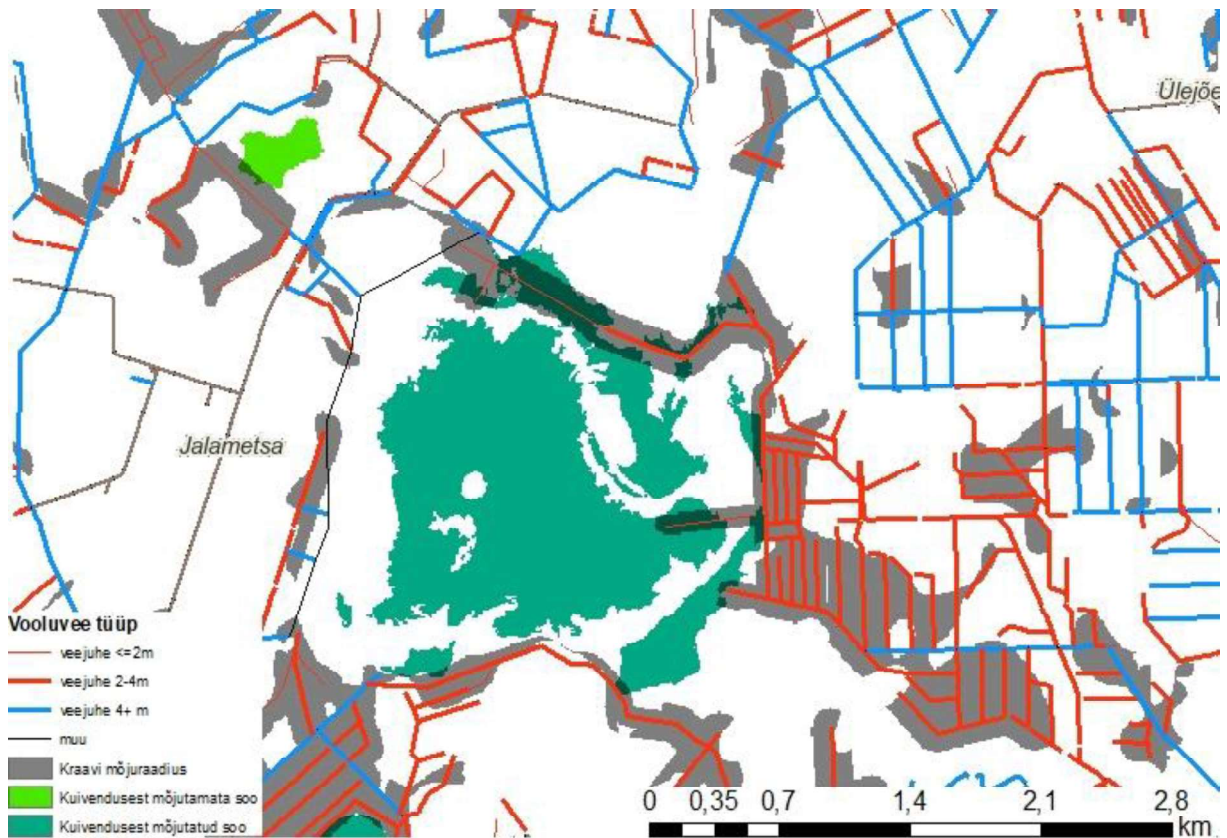 Ülejõe
Jalametsa
Vooluvee tüüp
veejuhe <=2m
veejuhe 2-4m
veejuhe 4+ m
muu
Kraavi mõjuraadius
Kuivendusest mõjutamata soo
Kuivendusest mõjutatud soo
0 0,35 0,7 1,4 2,1 2,8
km